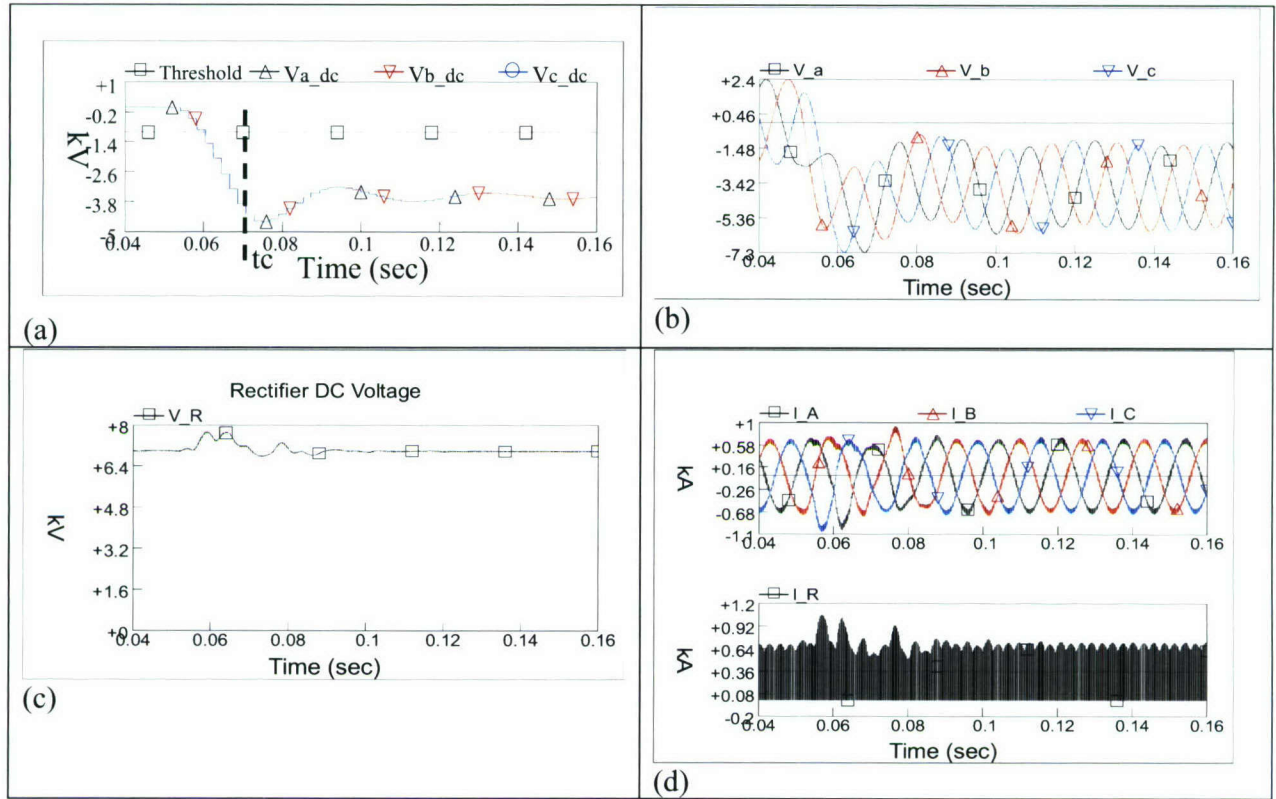 Threshold Va_dc Vb_dc Vc_dc
+1
-0.2
-1.4
-2.6
-3.8
-5
kV
0.04 0.06 0.08 0.1 0.12 0.14 0.16
tc
Time (sec)
(a)
V_a V_b V_c
+2.4
+0.46
-1.48
-3.42
-5.36
-7.3
0.04 0.06 0.08 0.1 0.12 0.14 0.16
Time (sec)
(b)
Rectifier DC Voltage
V_R
+8
+6.4
+4.8
+3.2
+1.6
+0
kV
0.04 0.06 0.08 0.1 0.12 0.14 0.16
Time (sec)
(c)
I_A I_B I_C
+1
+0.58
+0.16
-0.26
-0.68
-1.1
kA
0.04 0.06 0.08 0.1 0.12 0.14 0.16
I_R
+1.2
+0.92
+0.64
+0.36
+0.08
-0.2
kA
0.04 0.06 0.08 0.1 0.12 0.14 0.16
Time (sec)
(d)